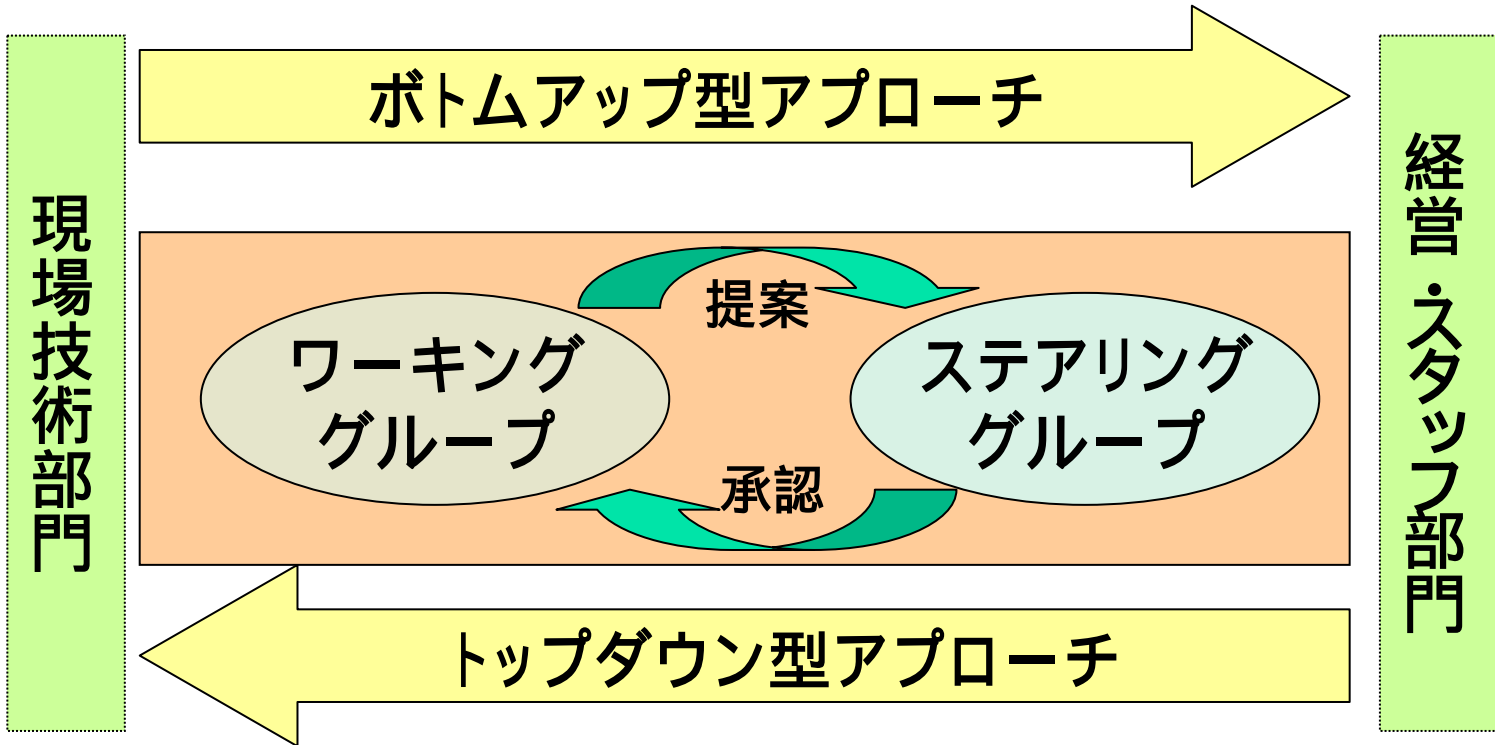 ボトムアップ型アプローチ
現場技術部門
経営・スタッフ部門
提案
ワーキング
グループ
ステアリング
グループ
承認
トップダウン型アプローチ